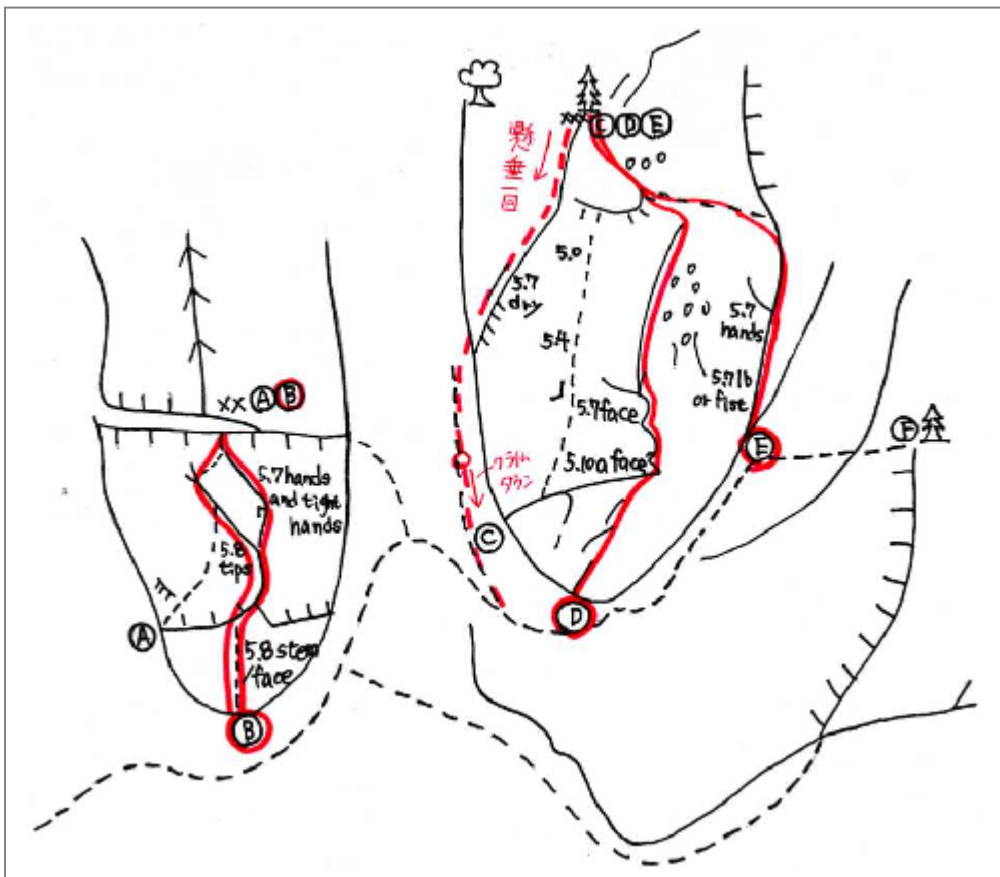 懸垂一回
XX
C D E
5.0
5.7
dry
5.4
5.7
hands
5.7 lb
or fist
5.7 face
5.10a face?
クライム
ダウン
C
D
E
F
XX A B
5.7 hands
and tight
hands
5.8
tips
A
5.8 stem
/face
B